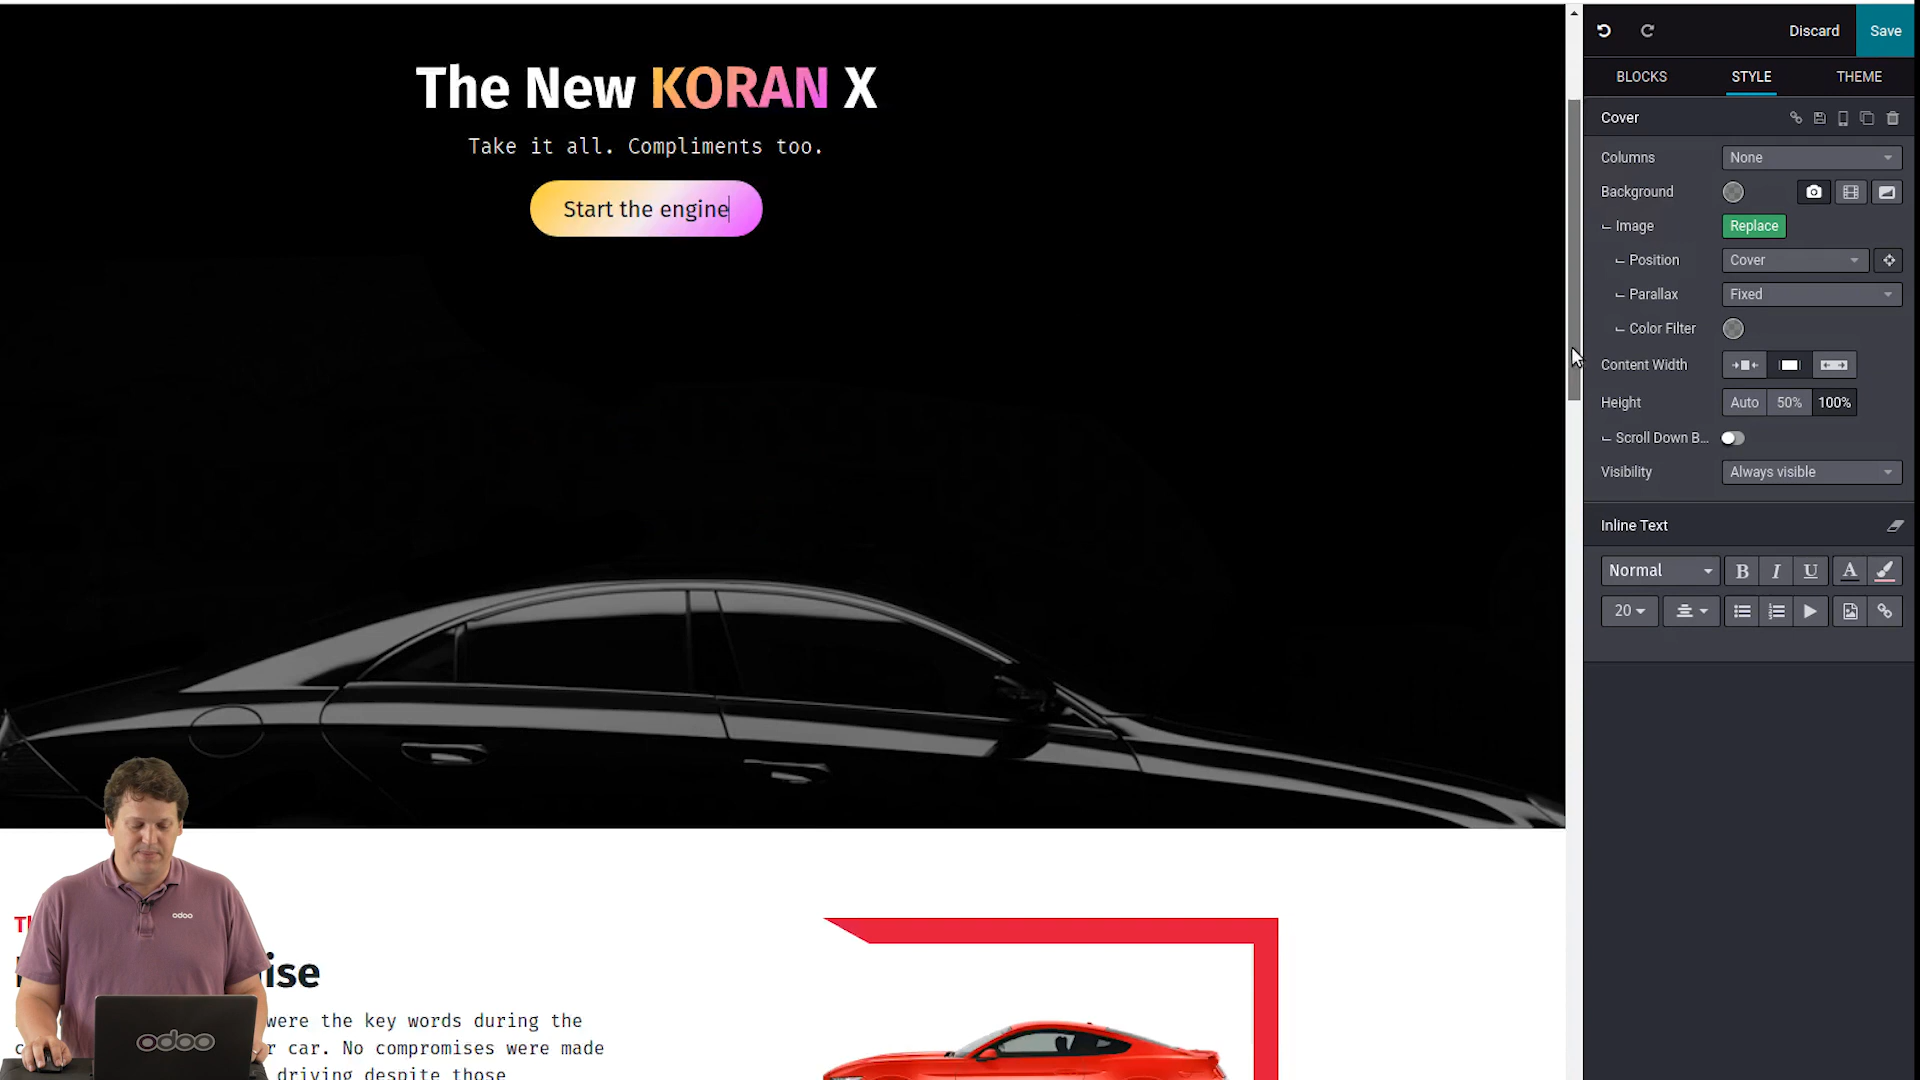 Discard
Save
The New KORAN X
BLOCKS
STYLE
THEME
Cover
Take it all. Compliments too.
Columns
None
Start the engine
Background
Image
Replace
Position
Cover
Parallax
Fixed
Color Filter
Content Width
Height
Auto
50%
100%
Scroll Down B...
Visibility
Always visible
Inline Text
Normal
B
I
U
A
20
odoo
ise
were the key words during the
car. No compromises were made
driving despite those
odoo